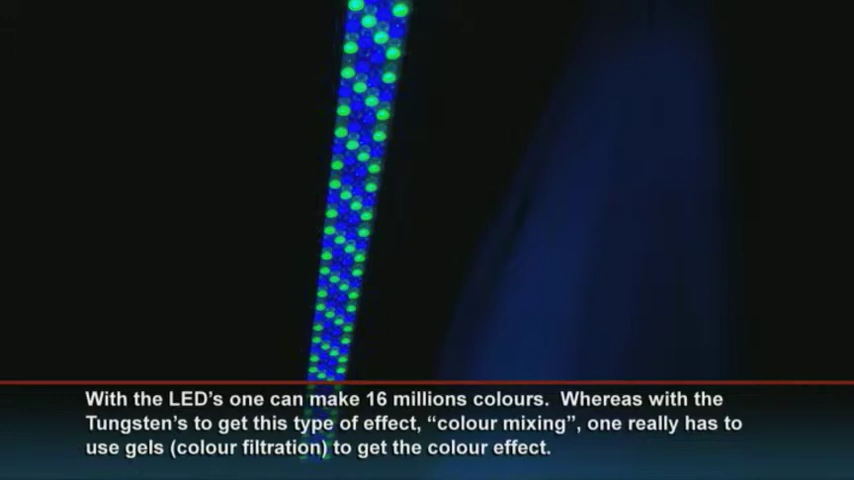 With the LED's one can make 16 millions colours.  Whereas with the
Tungsten's to get this type of effect, “colour mixing”, one really has to
use gels (colour filtration) to get the colour effect.